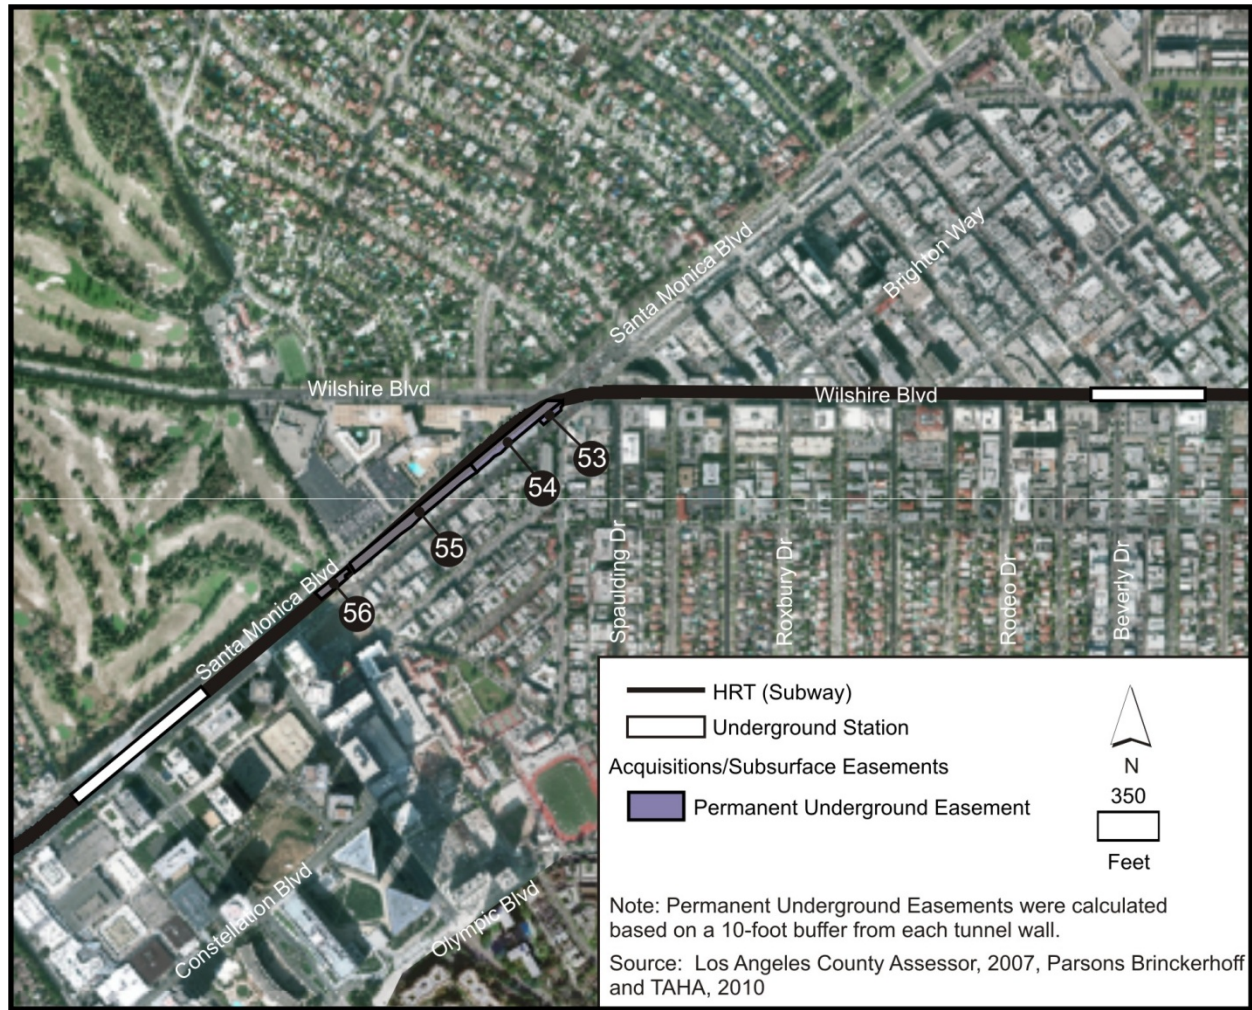 Santa Monica Blvd
Brighton Way
Wilshire Blvd
Wilshire Blvd
53
54
55
56
Santa Monica Blvd
Spaulding Dr
Roxbury Dr
Rodeo Dr
Beverly Dr
Constellation Blvd
Olympic Blvd
HRT (Subway)
Underground Station
Acquisitions/Subsurface Easements
Permanent Underground Easement
N
350
Feet
Note: Permanent Underground Easements were calculated
based on a 10-foot buffer from each tunnel wall.
Source: Los Angeles County Assessor, 2007, Parsons Brinckerhoff
and TAHA, 2010